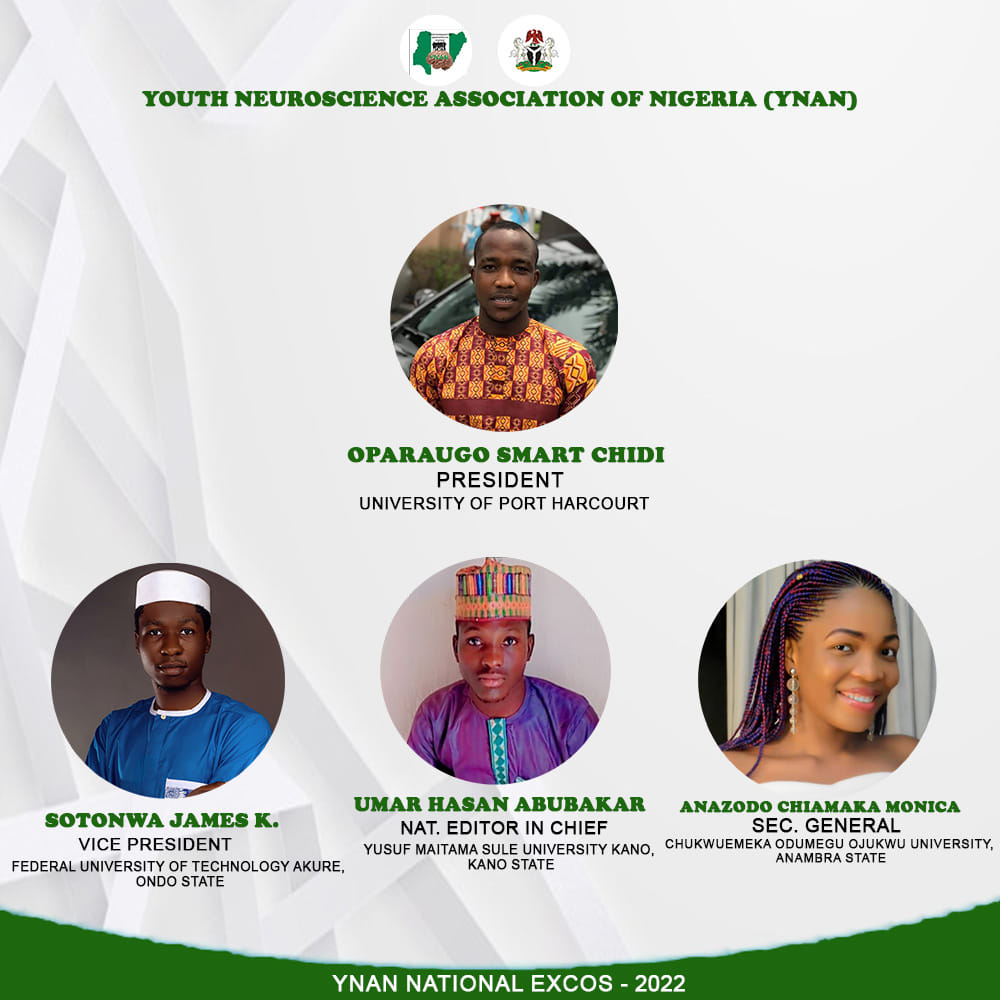 YOUTH NEUROSCIENCE ASSOCIATION OF NIGERIA (YNAN)
OPARAUGO SMART CHIDI
PRESIDENT
UNIVERSITY OF PORT HARCOURT
SOTONWA JAMES K.
VICE PRESIDENT
FEDERAL UNIVERSITY OF TECHNOLOGY AKURE,
ONDO STATE
UMAR HASAN ABUBAKAR
NAT. EDITOR IN CHIEF
YUSUF MAITAMA SULE UNIVERSITY KANO,
KANO STATE
ANAZODO CHIAMAKA MONICA
SEC. GENERAL
CHUKWUEMEKA ODUMEGU OJUKWU UNIVERSITY,
ANAMBRA STATE
YNAN NATIONAL EXCOS - 2022